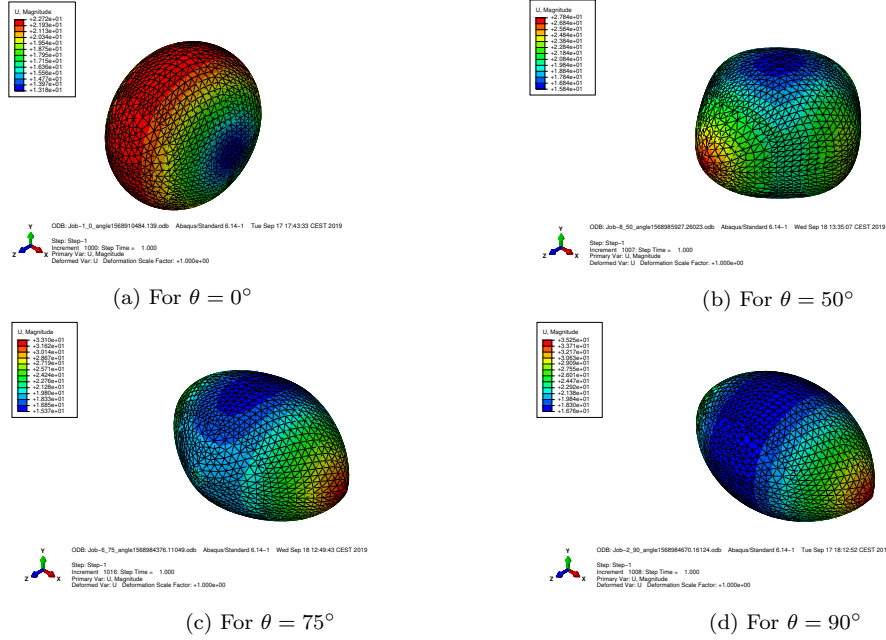 U, Magnitude
+2.272e+01
+2.193e+01
+2.113e+01
+2.034e+01
+1.954e+01
+1.875e+01
+1.795e+01
+1.715e+01
+1.636e+01
+1.556e+01
+1.477e+01
+1.397e+01
+1.318e+01
Y
Z X
ODB: Job-1_0_angle1568910484.139.odb Abaqus/Standard 6.14-1 Tue Sep 17 17:43:33 CEST 2019
Step: Step-1
Increment 1000: Step Time = 1.000
Primary Var: U, Magnitude
Deformed Var: U Deformation Scale Factor: +1.000e+00
(a) For θ = 0°
U, Magnitude
+2.784e+01
+2.684e+01
+2.584e+01
+2.484e+01
+2.384e+01
+2.284e+01
+2.184e+01
+2.084e+01
+1.984e+01
+1.884e+01
+1.784e+01
+1.684e+01
+1.584e+01
Y
Z X
ODB: Job-8_50_angle1568985927.26023.odb Abaqus/Standard 6.14-1 Wed Sep 18 13:35:07 CEST 2019
Step: Step-1
Increment 1007: Step Time = 1.000
Primary Var: U, Magnitude
Deformed Var: U Deformation Scale Factor: +1.000e+00
(b) For θ = 50°
U, Magnitude
+3.310e+01
+3.162e+01
+3.014e+01
+2.867e+01
+2.719e+01
+2.571e+01
+2.424e+01
+2.276e+01
+2.128e+01
+1.980e+01
+1.833e+01
+1.685e+01
+1.537e+01
Y
Z X
ODB: Job-6_75_angle1568984376.11049.odb Abaqus/Standard 6.14-1 Wed Sep 18 12:49:43 CEST 2019
Step: Step-1
Increment 1016: Step Time = 1.000
Primary Var: U, Magnitude
Deformed Var: U Deformation Scale Factor: +1.000e+00
(c) For θ = 75°
U, Magnitude
+3.525e+01
+3.371e+01
+3.217e+01
+3.063e+01
+2.909e+01
+2.755e+01
+2.601e+01
+2.447e+01
+2.292e+01
+2.138e+01
+1.984e+01
+1.830e+01
+1.676e+01
Y
Z X
ODB: Job-2_90_angle1568984670.16124.odb Abaqus/Standard 6.14-1 Tue Sep 17 18:12:52 CEST 201
Step: Step-1
Increment 1008: Step Time = 1.000
Primary Var: U, Magnitude
Deformed Var: U Deformation Scale Factor: +1.000e+00
(d) For θ = 90°